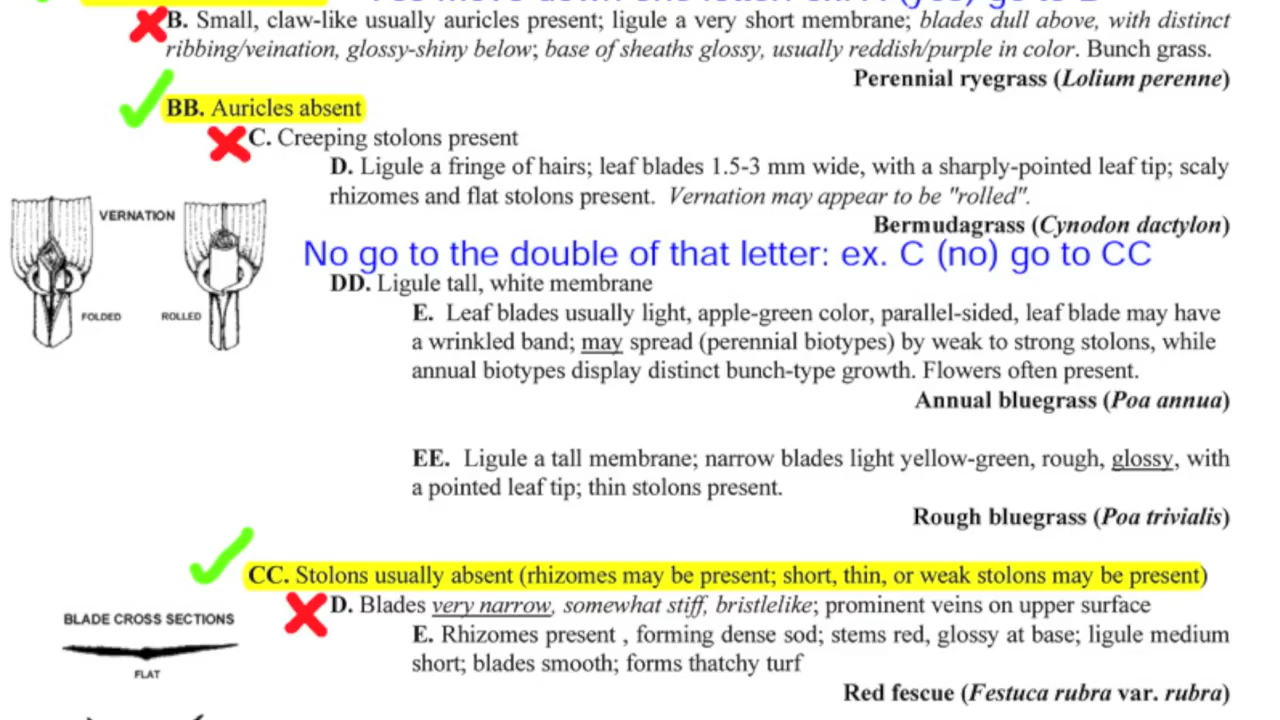 B. Small, claw-like usually auricles present; ligule a very short membrane; blades dull above, with distinct
ribbing/veination, glossy-shiny below; base of sheaths glossy, usually reddish/purple in color. Bunch grass.
Perennial ryegrass (Lolium perenne)
BB. Auricles absent
C. Creeping stolons present
D. Ligule a fringe of hairs; leaf blades 1.5-3 mm wide, with a sharply-pointed leaf tip; scaly
rhizomes and flat stolons present. Vernation may appear to be "rolled".
VERNATION
Bermudagrass (Cynodon dactylon)
No go to the double of that letter: ex. C (no) go to CC
DD. Ligule tall, white membrane
FOLDED ROLLED
E. Leaf blades usually light, apple-green color, parallel-sided, leaf blade may have
a wrinkled band; may spread (perennial biotypes) by weak to strong stolons, while
annual biotypes display distinct bunch-type growth. Flowers often present.
Annual bluegrass (Poa annua)
EE. Ligule a tall membrane; narrow blades light yellow-green, rough, glossy, with
a pointed leaf tip; thin stolons present.
Rough bluegrass (Poa trivialis)
CC. Stolons usually absent (rhizomes may be present; short, thin, or weak stolons may be present)
D. Blades very narrow, somewhat stiff, bristlelike; prominent veins on upper surface
BLADE CROSS SECTIONS
E. Rhizomes present , forming dense sod; stems red, glossy at base; ligule medium
short; blades smooth; forms thatchy turf
FLAT
Red fescue (Festuca rubra var. rubra)